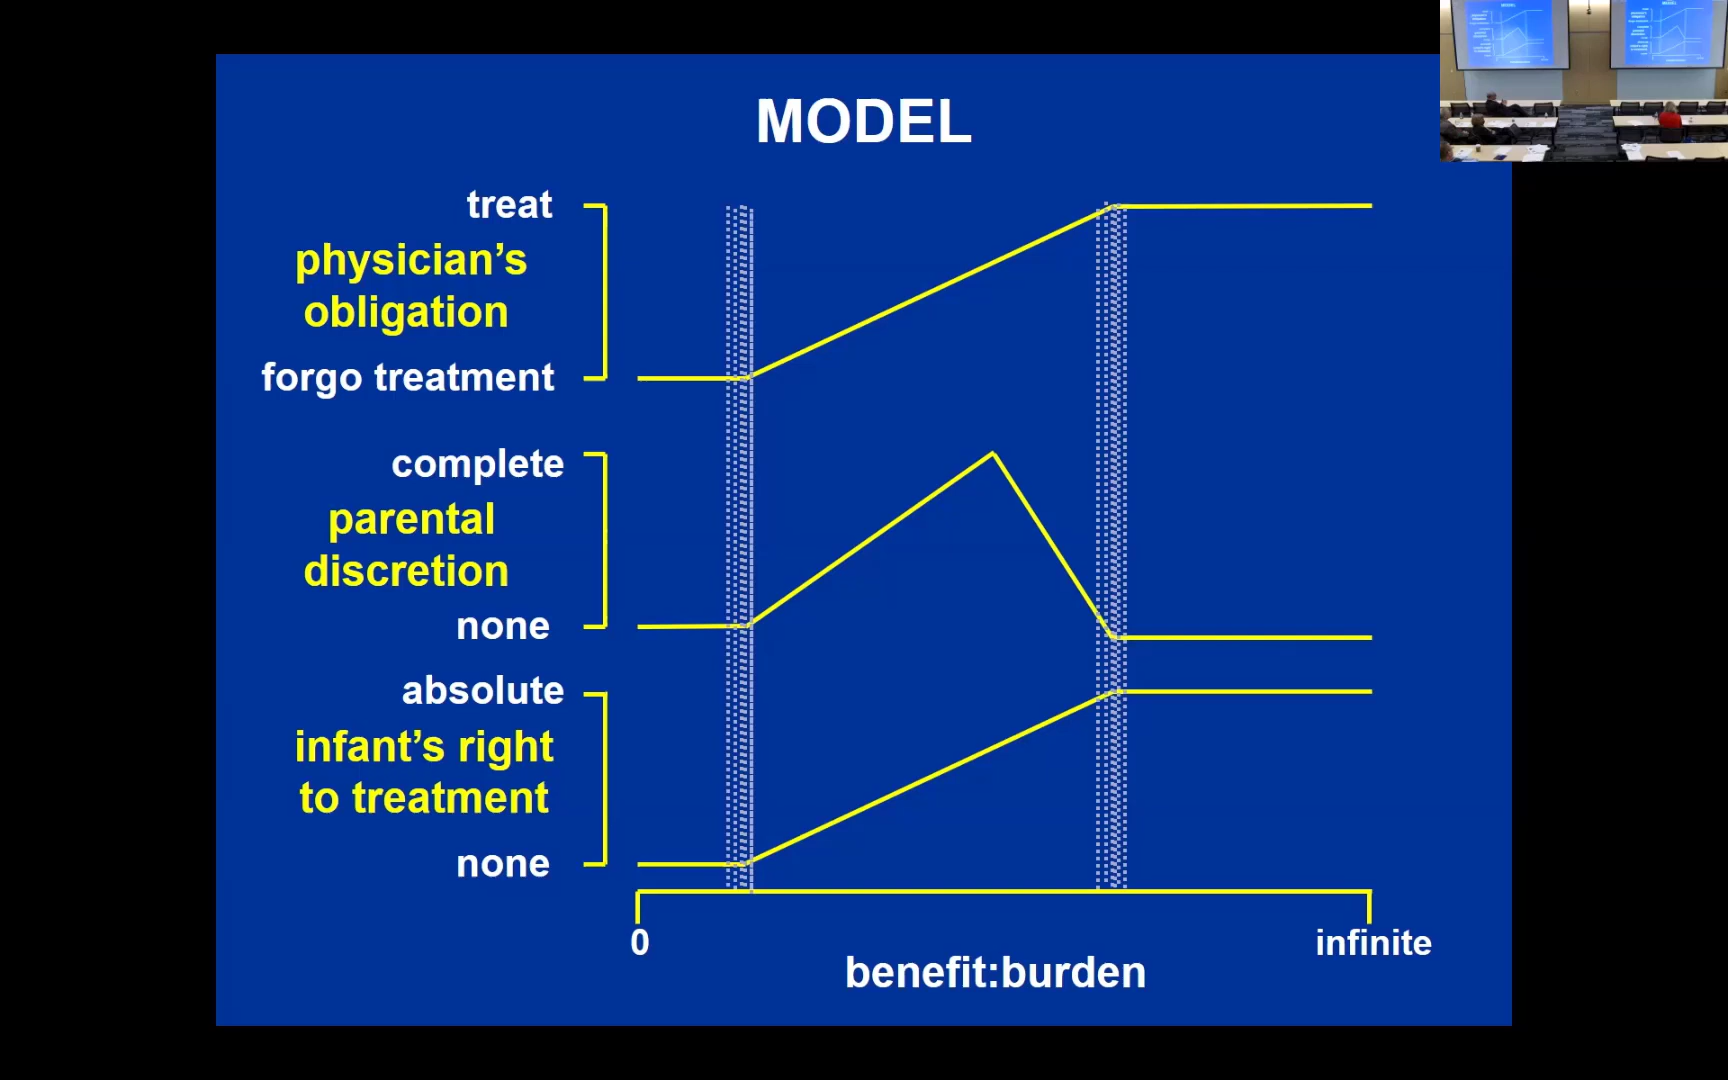 MODEL
treat
physician’s
obligation
forgo treatment
complete
parental
discretion
none
absolute
infant’s right
to treatment
none
0
infinite
benefit:burden